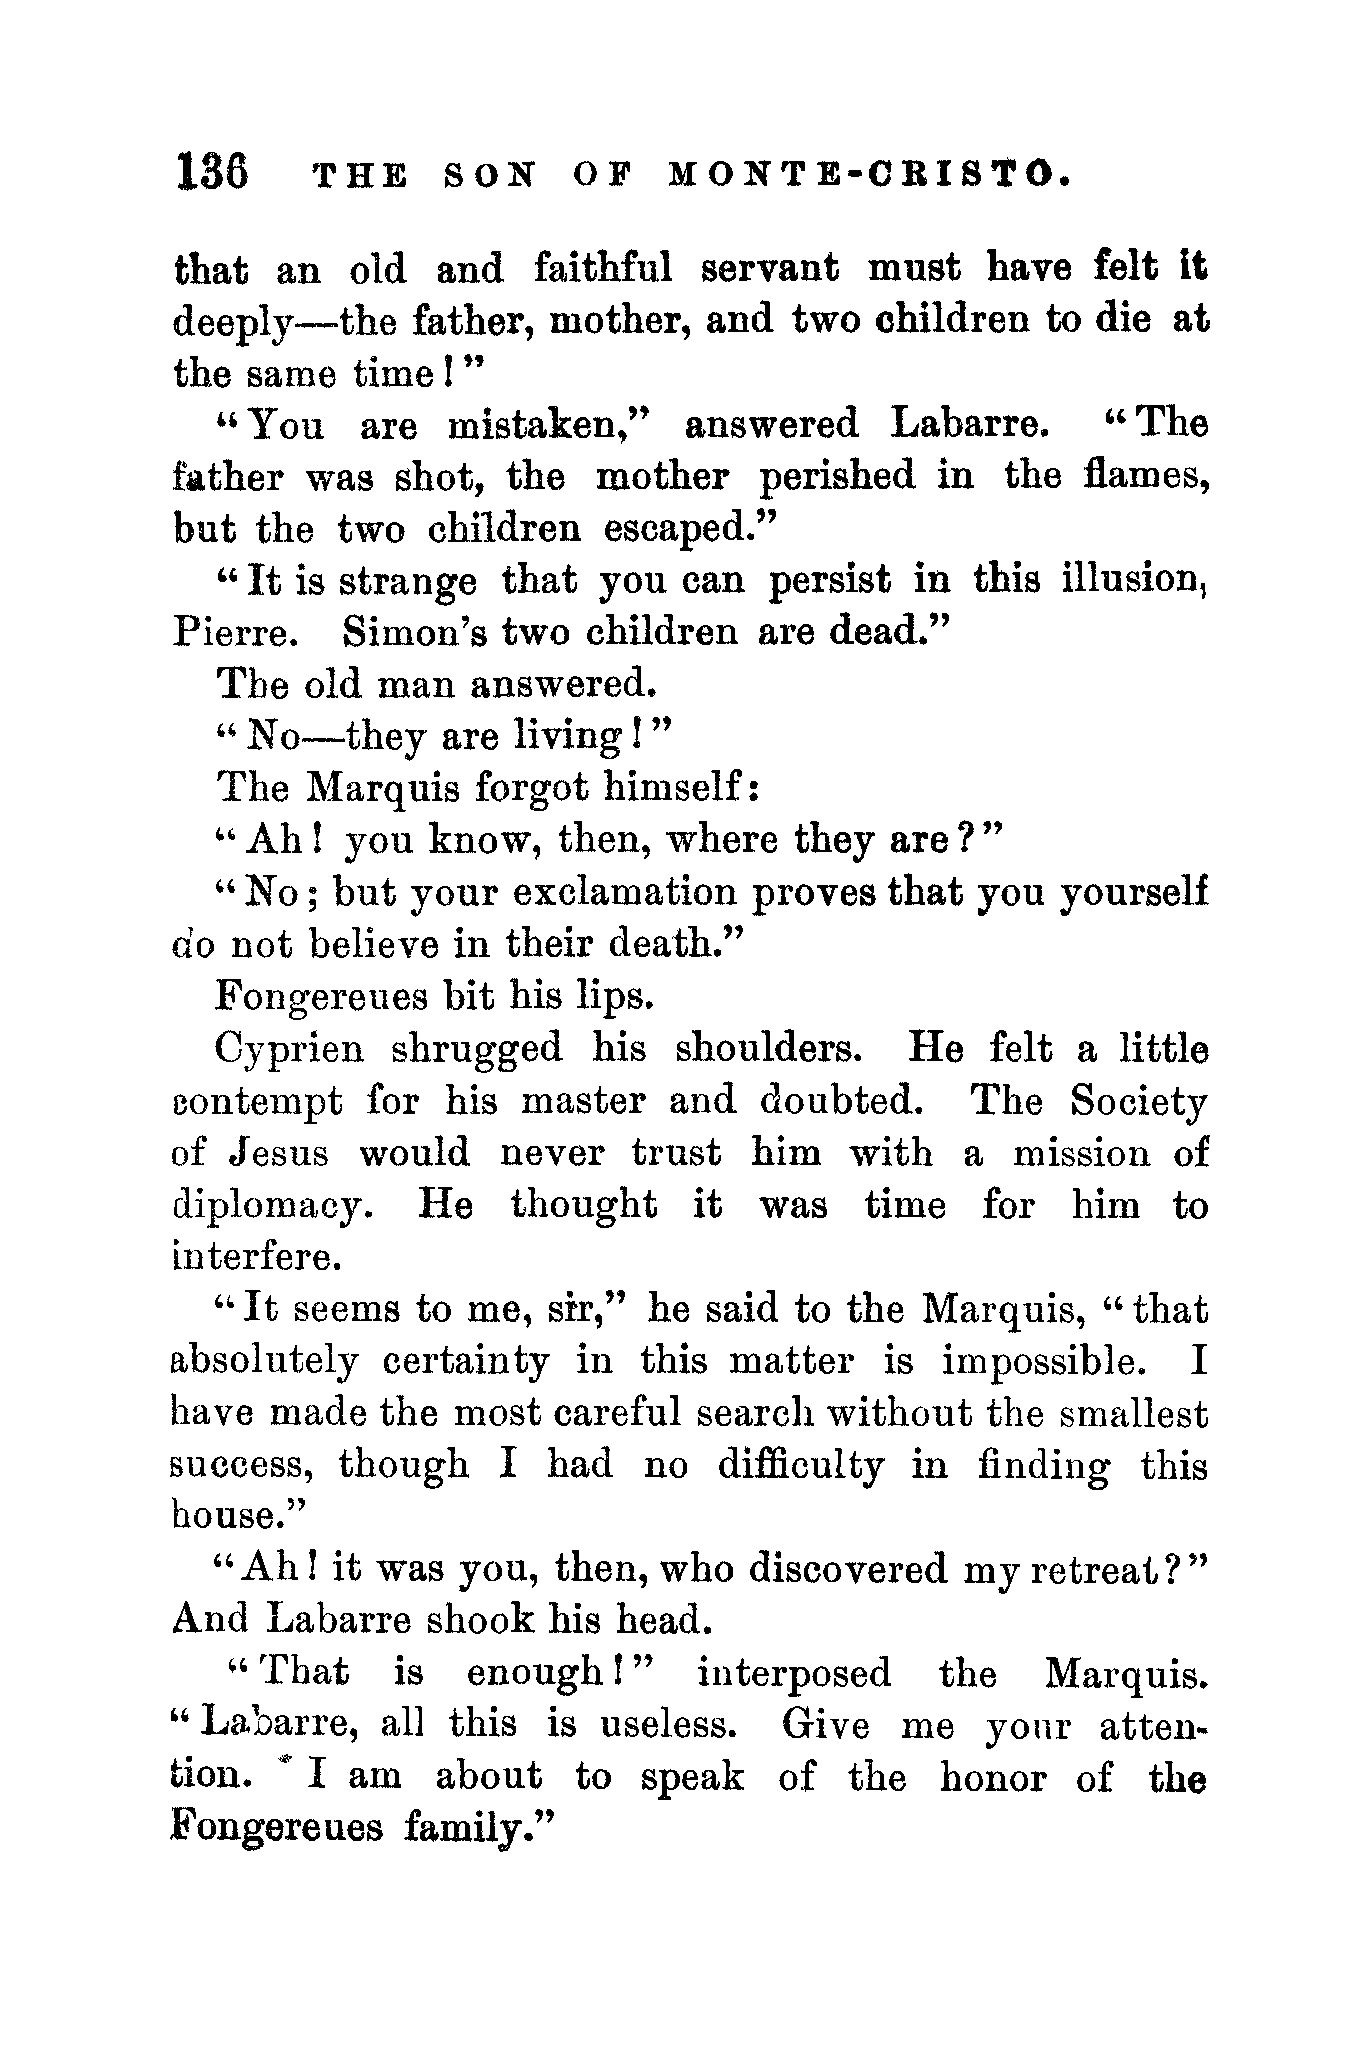 136 THE SON OF MONTE-CRISTO.
that an old and faithful servant must have felt it
deeply—the father, mother, and two children to die at
the same time!"
"You are mistaken," answered Labarre. "The
father was shot, the mother perished in the flames,
but the two children escaped."
"It is strange that you can persist in this illusion,
Pierre. Simon's two children are dead."
The old man answered.
"No—they are living!"
The Marquis forgot himself:
"Ah! you know, then, where they are?"
"No; but your exclamation proves that you yourself
do not believe in their death."
Fongereues bit his lips.
Cyprien shrugged his shoulders. He felt a little
contempt for his master and doubted. The Society
of Jesus would never trust him with a mission of
diplomacy. He thought it was time for him to
interfere.
"It seems to me, sir," he said to the Marquis, "that
absolutely certainty in this matter is impossible. I
have made the most careful search without the smallest
success, though I had no difficulty in finding this
house."
"Ah! it was you, then, who discovered my retreat?"
And Labarre shook his head.
"That is enough!" interposed the Marquis.
"Labarre, all this is useless. Give me your atten-
tion. I am about to speak of the honor of the
Fongereues family."